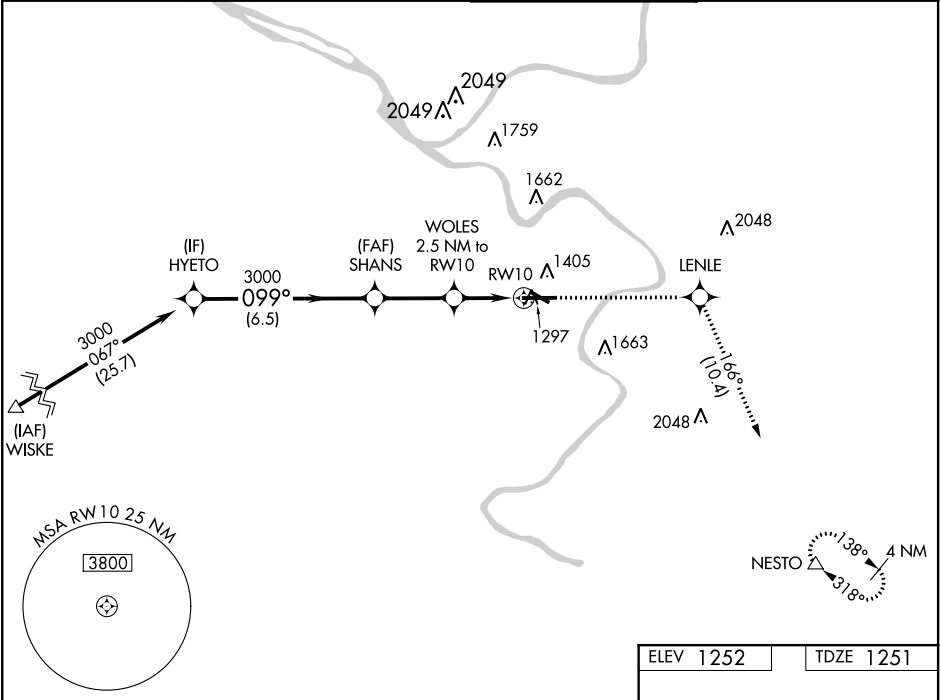 2049
2049
1759
1662
2048
(IF)
HYETO
(FAF)
SHANS
WOLES
2.5 NM to
RW10
RW10
1405
LENLE
3000
099°
(6.5)
1297
1663
3000
067°
(25.7)
166°
(10.4)
2048
(IAF)
WISKE
MSA RW10 25 NM
3800
NESTO
138°
4 NM
318°
ELEV 1252
TDZE 1251